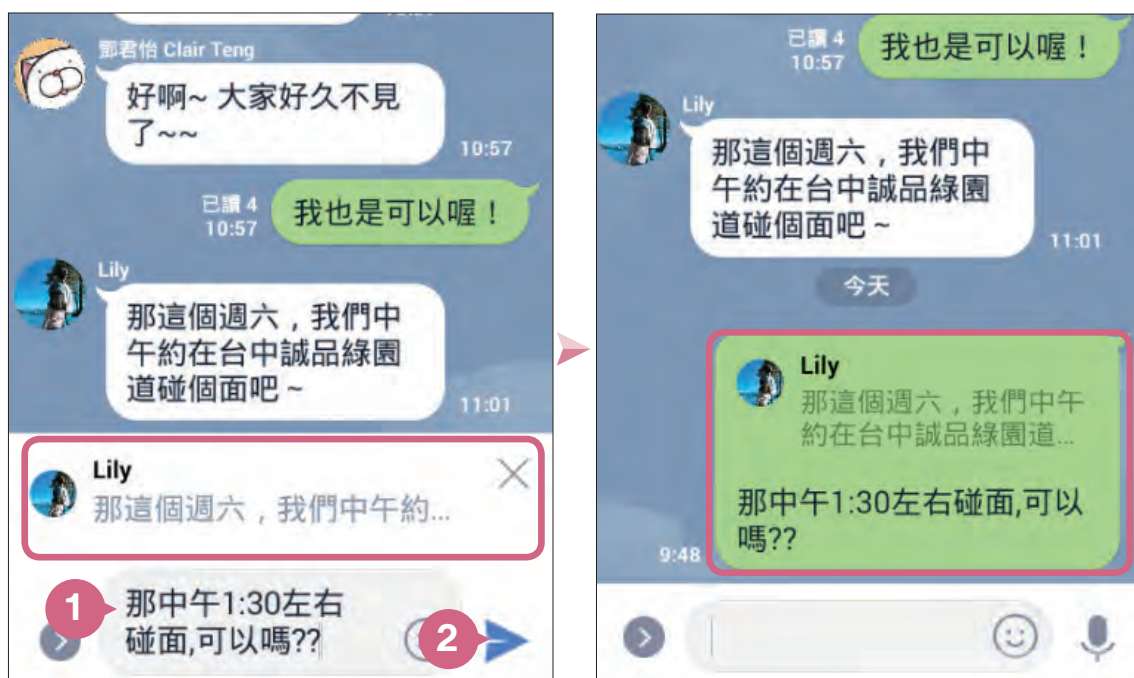 鄧君怡 Clair Teng
好啊~ 大家好久不見
了~~
10:57
已讀 4
10:57
我也是可以喔！
Lily
那這個週六，我們中
午約在台中誠品綠園
道碰個面吧～
11:01
Lily
那這個週六，我們中午約...
1
那中午1:30左右
碰面,可以嗎??
2
已讀 4
10:57
我也是可以喔！
Lily
那這個週六，我們中
午約在台中誠品綠園
道碰個面吧～
11:01
今天
Lily
那這個週六，我們中午
約在台中誠品綠園道...
那中午1:30左右碰面,可以
嗎??
9:48